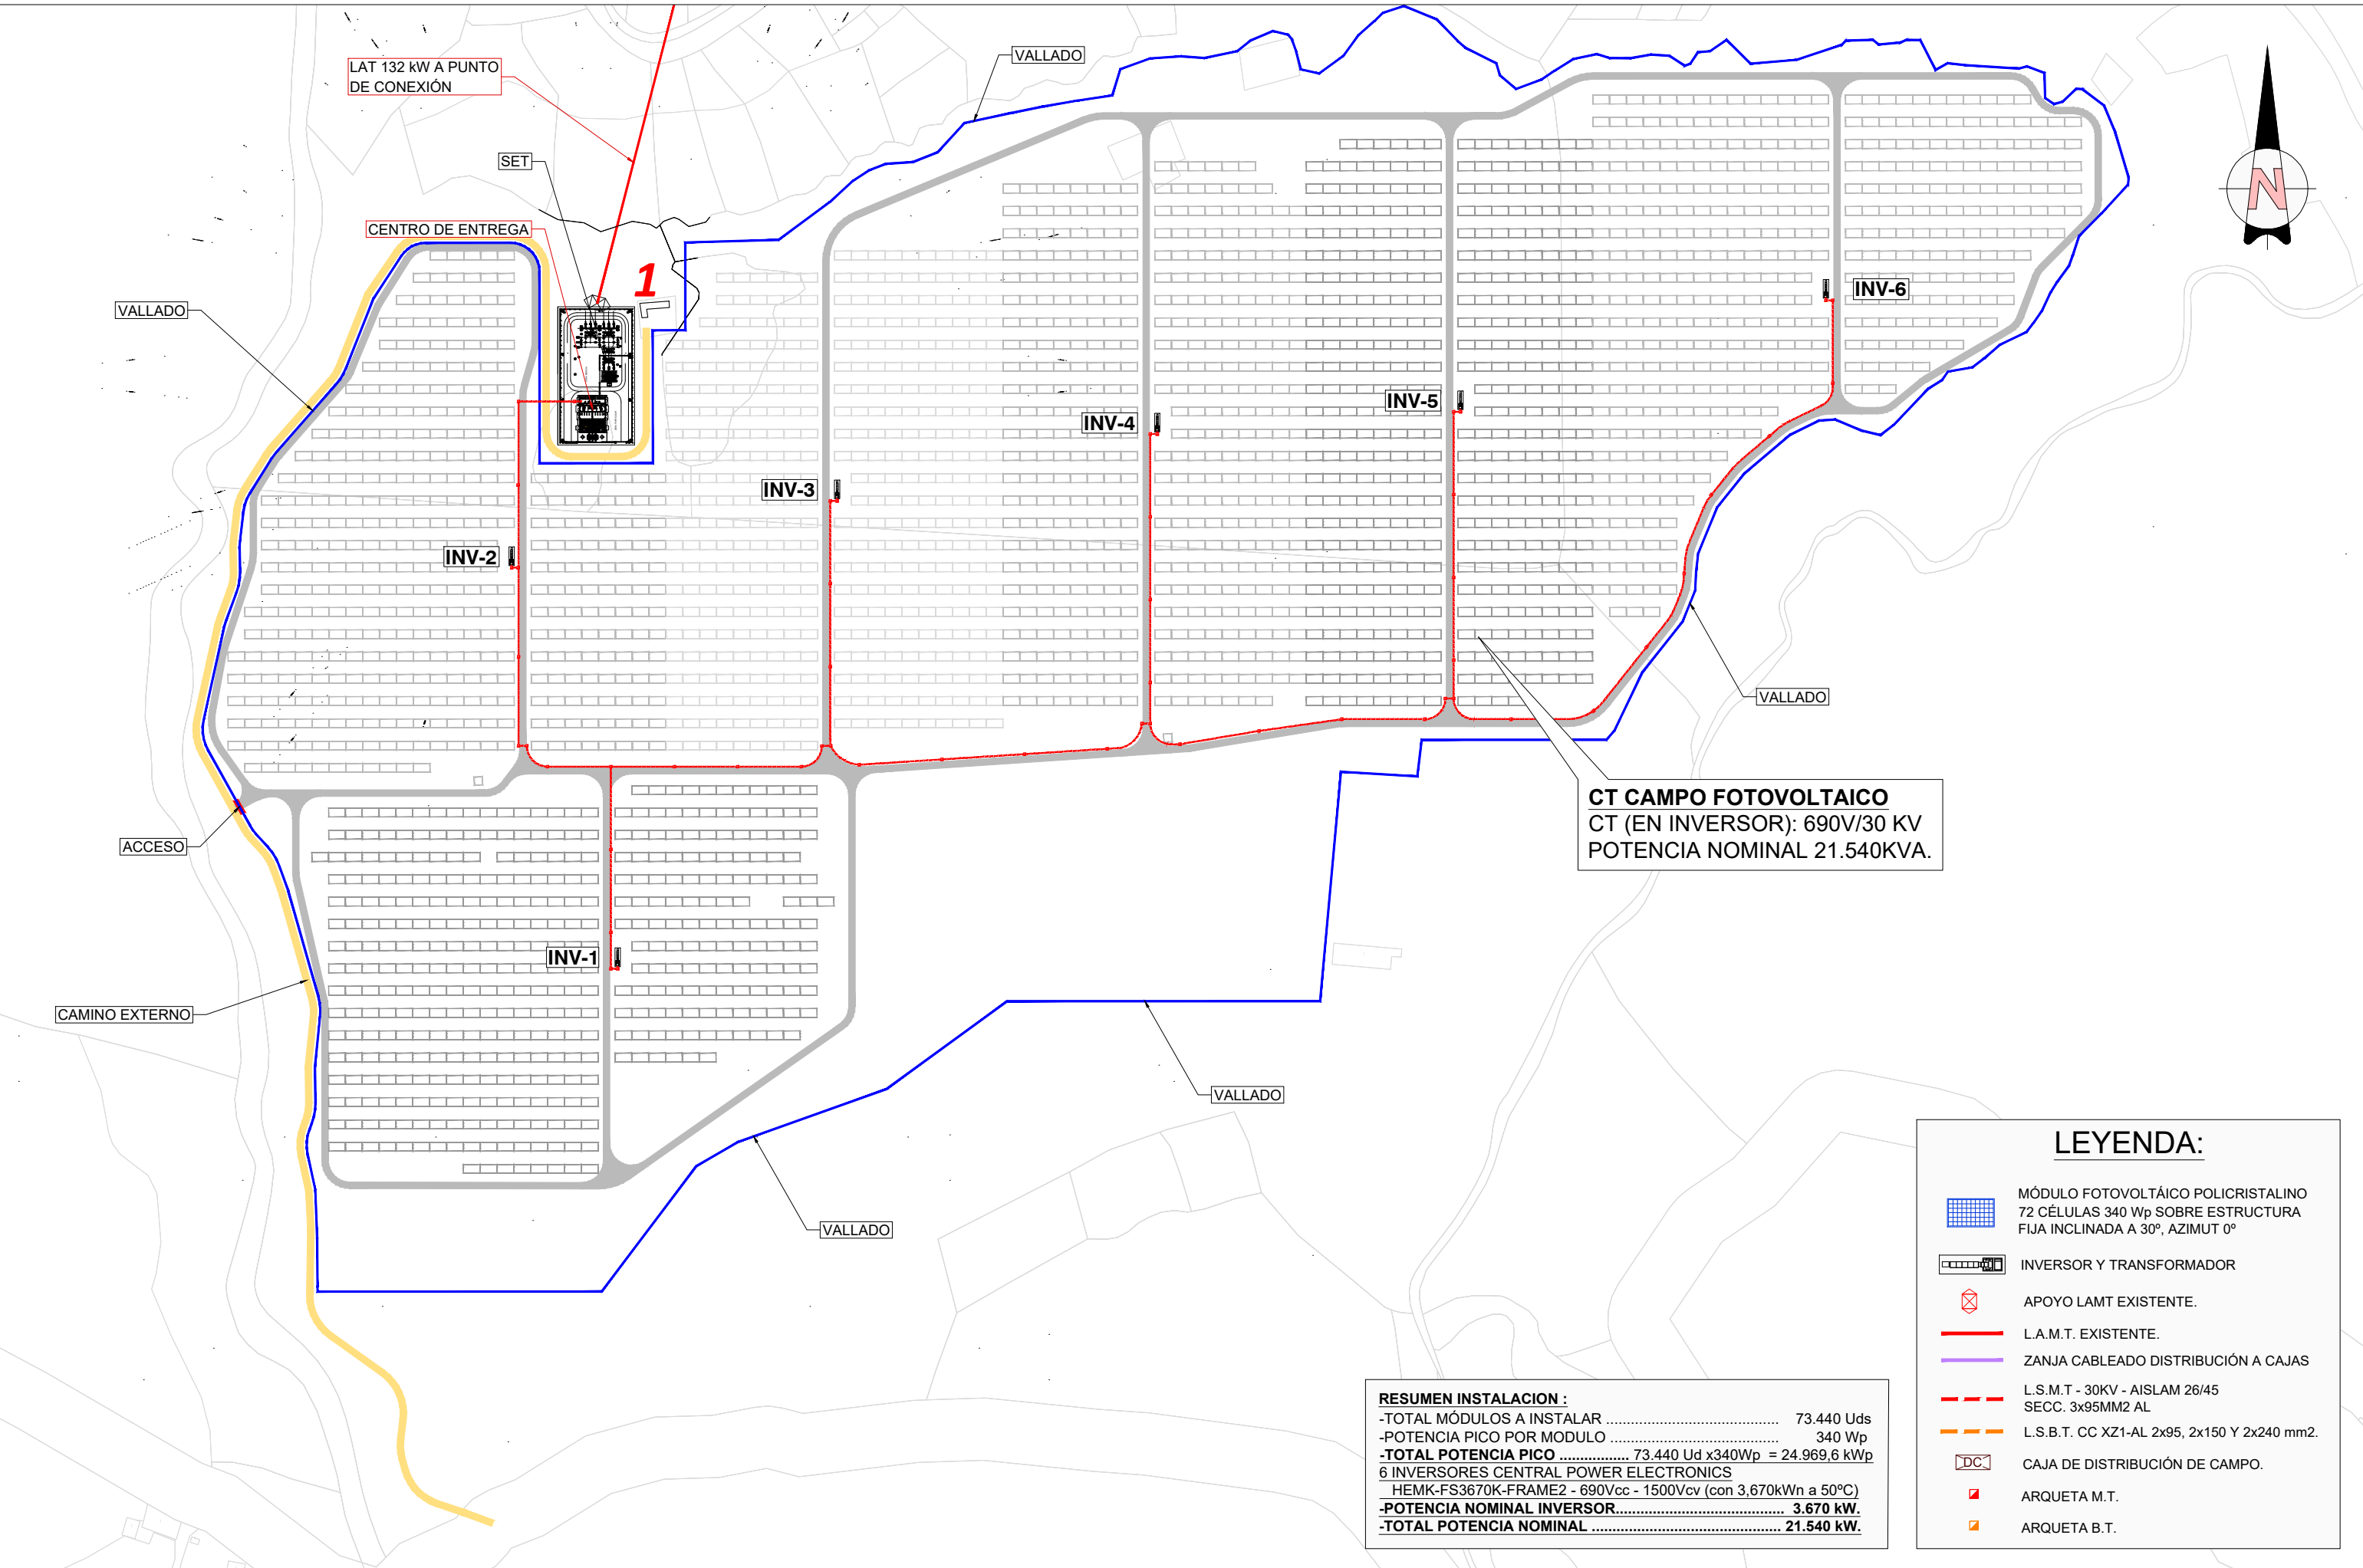 LAT 132 kW A PUNTO
DE CONEXIÓN
VALLADO
SET
CENTRO DE ENTREGA
1
N
VALLADO
INV-6
INV-5
INV-4
INV-3
INV-2
VALLADO
CT CAMPO FOTOVOLTAICO
CT (EN INVERSOR): 690V/30 KV
POTENCIA NOMINAL 21.540KVA.
ACCESO
INV-1
CAMINO EXTERNO
VALLADO
VALLADO
LEYENDA:
MÓDULO FOTOVOLTÁICO POLICRISTALINO
72 CÉLULAS 340 Wp SOBRE ESTRUCTURA
FIJA INCLINADA A 30º, AZIMUT 0º
INVERSOR Y TRANSFORMADOR
APOYO LAMT EXISTENTE.
L.A.M.T. EXISTENTE.
ZANJA CABLEADO DISTRIBUCIÓN A CAJAS
L.S.M.T - 30KV - AISLAM 26/45
SECC. 3x95MM2 AL
L.S.B.T. CC XZ1-AL 2x95, 2x150 Y 2x240 mm2.
DC CAJA DE DISTRIBUCIÓN DE CAMPO.
ARQUETA M.T.
ARQUETA B.T.
RESUMEN INSTALACION :
-TOTAL MÓDULOS A INSTALAR .......................................... 73.440 Uds
-POTENCIA PICO POR MODULO ......................................... 340 Wp
-TOTAL POTENCIA PICO ................. 73.440 Ud x340Wp = 24.969,6 kWp
6 INVERSORES CENTRAL POWER ELECTRONICS
HEMK-FS3670K-FRAME2 - 690Vcc - 1500Vcv (con 3,670kWn a 50ºC)
-POTENCIA NOMINAL INVERSOR......................................... 3.670 kW.
-TOTAL POTENCIA NOMINAL .............................................. 21.540 kW.